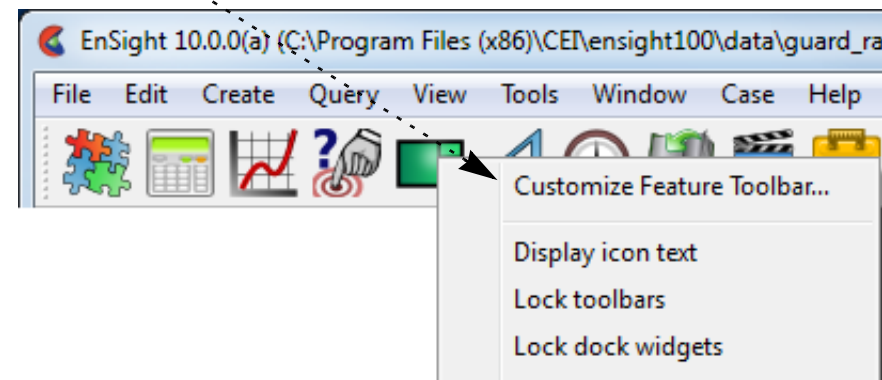 EnSight 10.0.0(a) (C:\Program Files (x86)\CEI\ensight100\data\guard_ra
File Edit Create Query View Tools Window Case Help
?
Customize Feature Toolbar...
Display icon text
Lock toolbars
Lock dock widgets